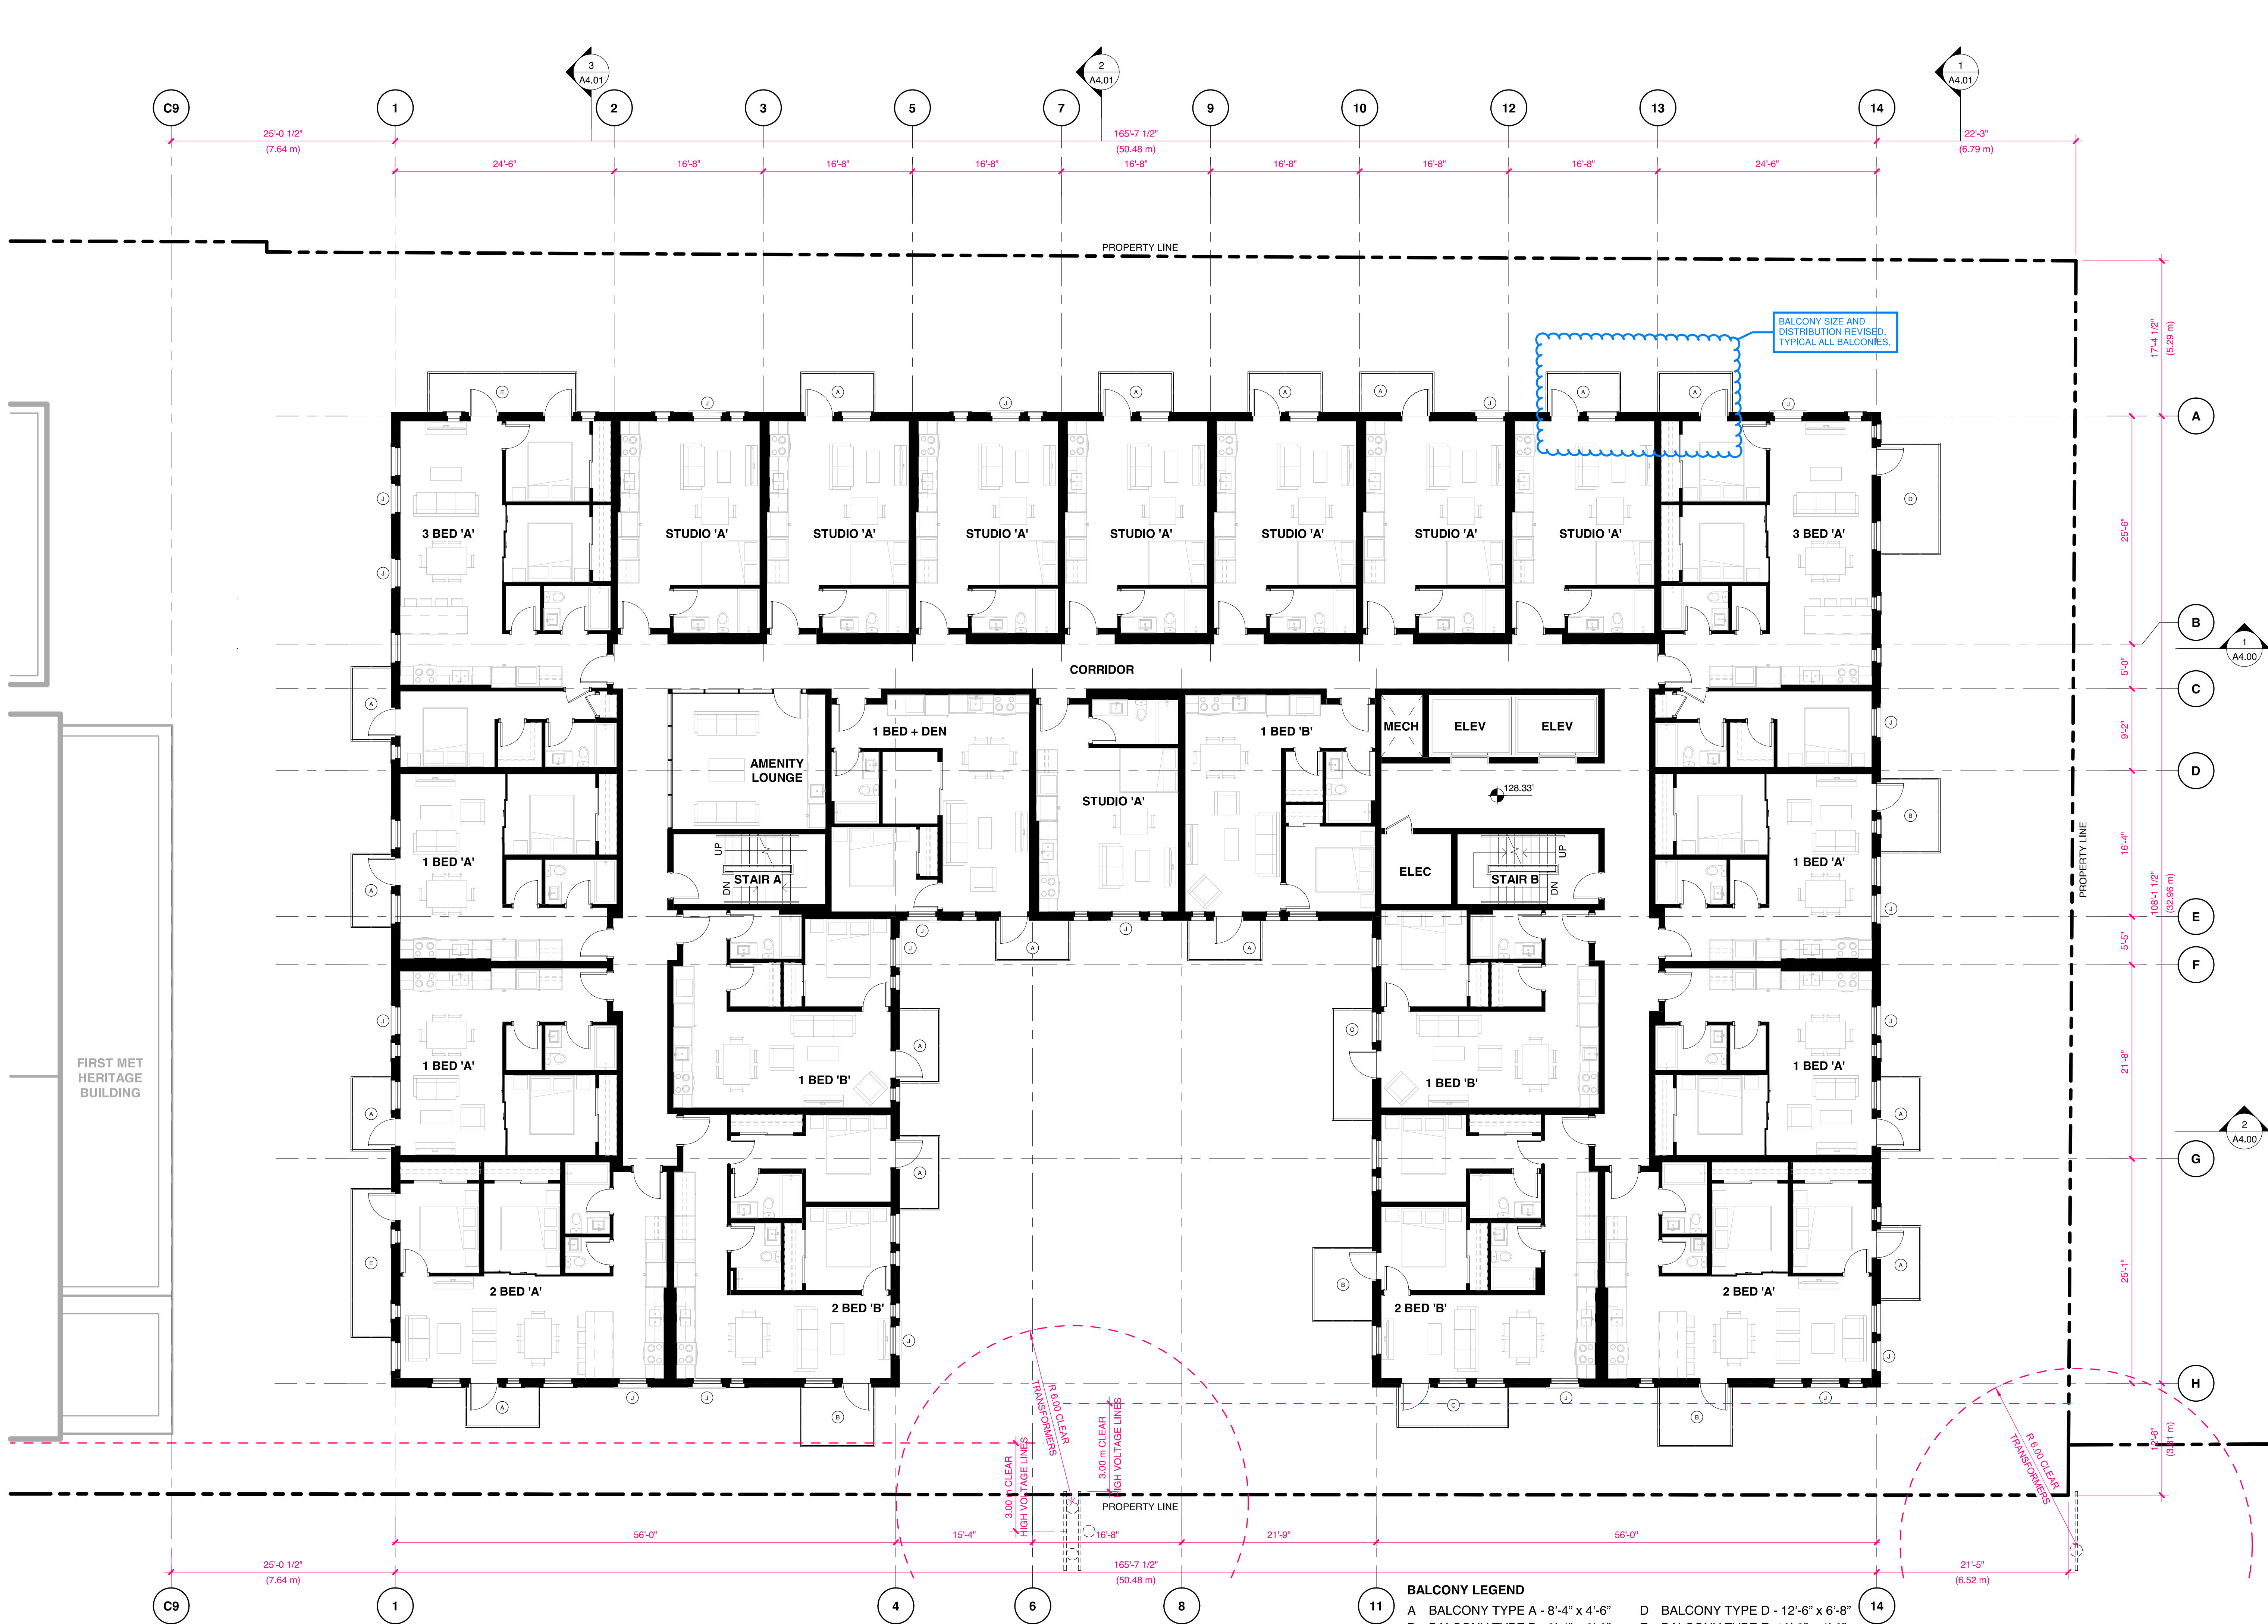 3
A4.01
2
A4.01
1
A4.01
C9
1
2
3
5
7
9
10
12
13
14
25'-0 1/2"
(7.64 m)
165'-7 1/2"
(50.48 m)
22'-3"
(6.79 m)
24'-6"
16'-8"
16'-8"
16'-8"
16'-8"
16'-8"
16'-8"
16'-8"
24'-6"
PROPERTY LINE
BALCONY SIZE AND
DISTRIBUTION REVISED.
TYPICAL ALL BALCONIES.
17'-4 1/2"
(5.29 m)
E
J
A
J
A
A
A
J
A
A
J
A
J
J
D
3 BED 'A'
STUDIO 'A'
STUDIO 'A'
STUDIO 'A'
STUDIO 'A'
STUDIO 'A'
STUDIO 'A'
STUDIO 'A'
3 BED 'A'
25'-6"
J
B
1
A4.00
CORRIDOR
5'-0"
C
A
J
MECH
ELEV
ELEV
1 BED + DEN
1 BED 'B'
9'-2"
AMENITY
LOUNGE
D
128.33'
STUDIO 'A'
B
PROPERTY LINE
16'-4"
UP
UP
1 BED 'A'
1 BED 'A'
ELEC
STAIR A
STAIR B
DN
DN
A
108'-1 1/2"
(32.96 m)
J
E
J
J
A
J
A
5'-5"
F
J
C
J
A
FIRST MET
HERITAGE
BUILDING
1 BED 'A'
1 BED 'B'
1 BED 'B'
1 BED 'A'
21'-8"
A
A
2
A4.00
A
G
E
B
A
25'-1"
2 BED 'A'
2 BED 'B'
2 BED 'B'
2 BED 'A'
J
J
H
A
J
J
B
C
J
B
J
R 6.00 CLEAR
TRANSFORMERS
3.00 m CLEAR
HIGH VOLTAGE LINES
3.00 m CLEAR
HIGH VOLTAGE LINES
R 6.00 CLEAR
TRANSFORMERS
12'-6"
(3.81 m)
PROPERTY LINE
56'-0"
15'-4"
16'-8"
21'-9"
56'-0"
25'-0 1/2"
(7.64 m)
165'-7 1/2"
(50.48 m)
21'-5"
(6.52 m)
C9
1
4
6
8
11
14
BALCONY LEGEND
A BALCONY TYPE A - 8'-4" x 4'-6"
D BALCONY TYPE D - 12'-6" x 6'-8"